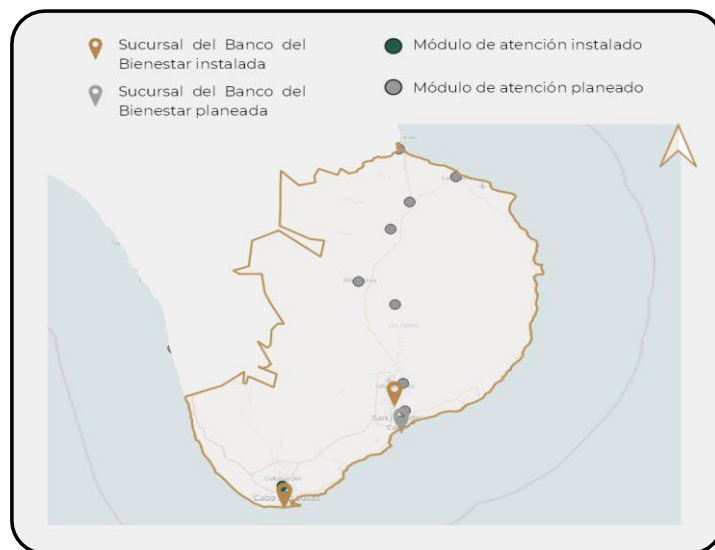 Sucursal del Banco del
Bienestar instalada
Módulo de atención instalado
Sucursal del Banco del
Bienestar planeada
Módulo de atención planeado